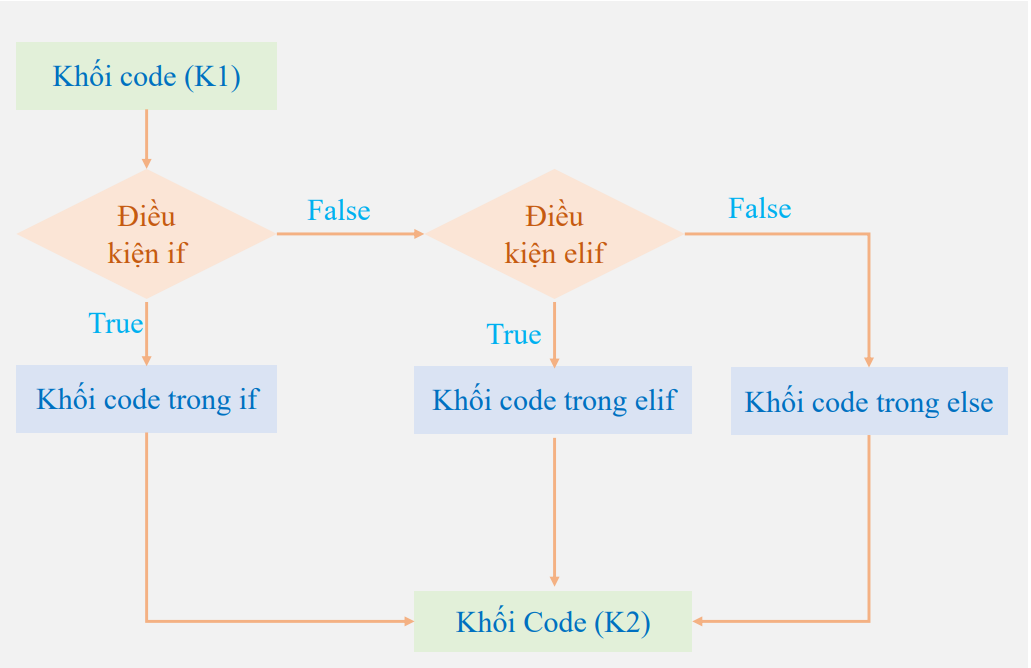 Khối code (K1)
Điều
kiện if
False
Điều
kiện elif
False
True
True
Khối code trong if
Khối code trong elif
Khối code trong else
Khối Code (K2)